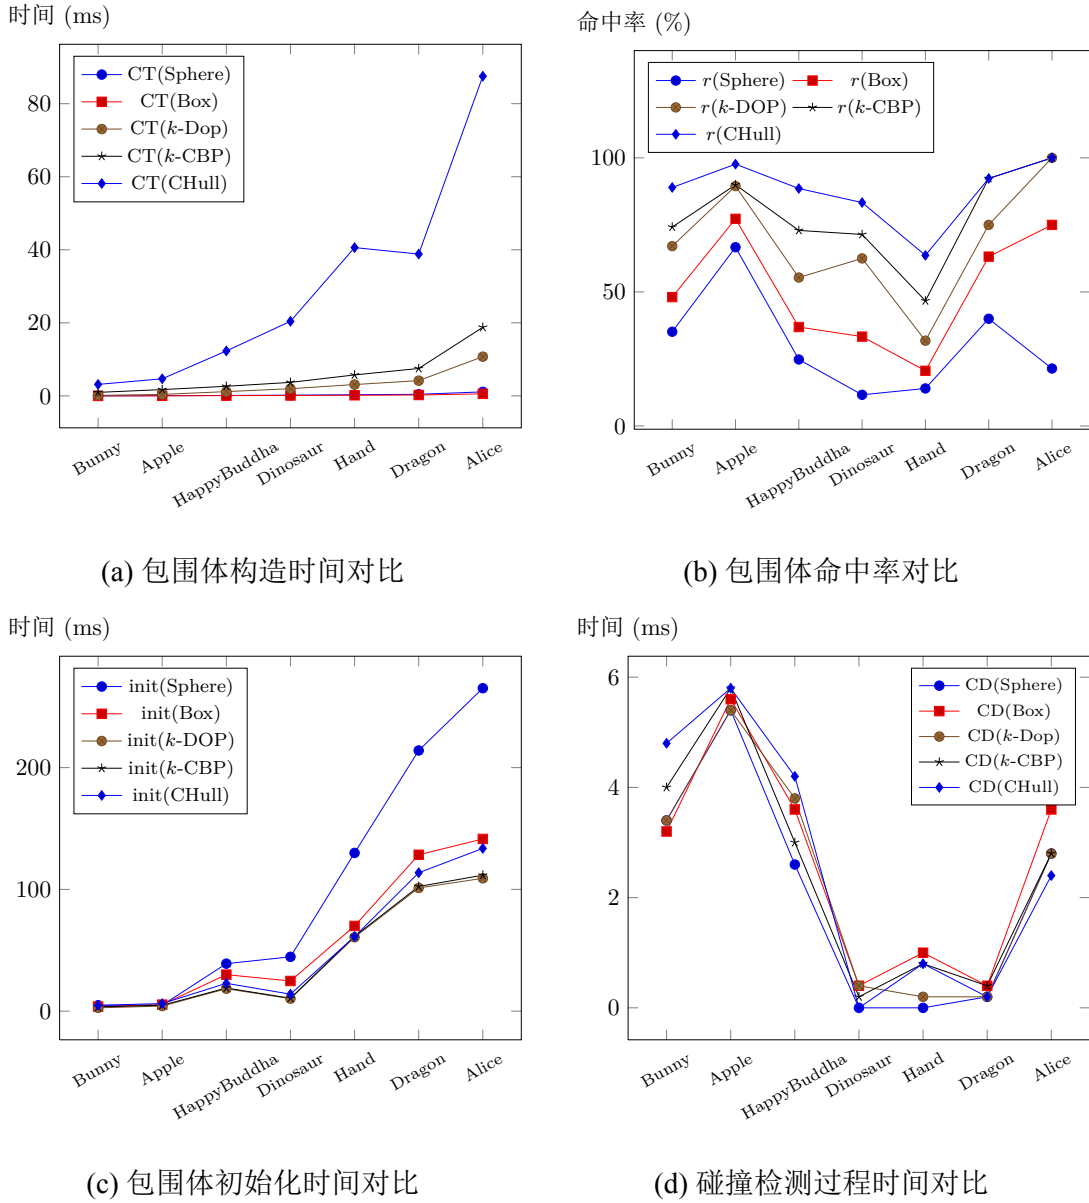 时间 (ms)
80
60
40
20
0
CT(Sphere)
CT(Box)
CT(k-Dop)
CT(k-CBP)
CT(CHull)
Bunny
Apple
HappyBuddha
Dinosaur
Hand
Dragon
Alice
(a) 包围体构造时间对比
命中率 (%)
100
50
0
r(Sphere) r(Box)
r(k-DOP) r(k-CBP)
r(CHull)
Bunny
Apple
HappyBuddha
Dinosaur
Hand
Dragon
Alice
(b) 包围体命中率对比
时间 (ms)
200
100
0
init(Sphere)
init(Box)
init(k-DOP)
init(k-CBP)
init(CHull)
Bunny
Apple
HappyBuddha
Dinosaur
Hand
Dragon
Alice
(c) 包围体初始化时间对比
时间 (ms)
6
4
2
0
CD(Sphere)
CD(Box)
CD(k-Dop)
CD(k-CBP)
CD(CHull)
Bunny
Apple
HappyBuddha
Dinosaur
Hand
Dragon
Alice
(d) 碰撞检测过程时间对比